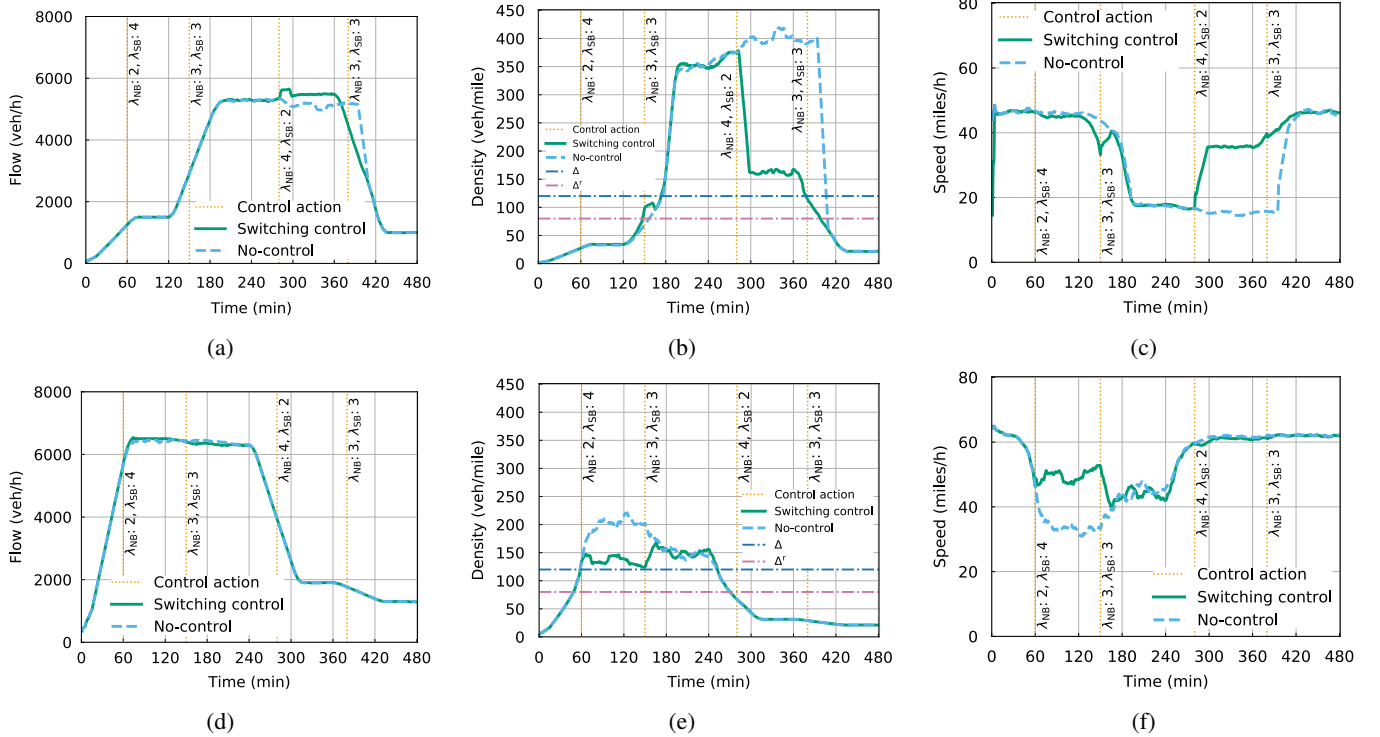 8000
6000
4000
2000
0
Flow (veh/h)
λNB: 2, λSB: 4
λNB: 3, λSB: 3
λNB: 4, λSB: 2
λNB: 3, λSB: 3
Control action
Switching control
No-control
0 60 120 180 240 300 360 420 480
Time (min)
(a)
450
400
350
300
250
200
150
100
50
0
Density (veh/mile)
λNB: 2, λSB: 4
λNB: 3, λSB: 3
λNB: 4, λSB: 2
λNB: 3, λSB: 3
Control action
Switching control
No-control
Δ
Δʳ
0 60 120 180 240 300 360 420 480
Time (min)
(b)
80
60
40
20
0
Speed (miles/h)
Control action
Switching control
No-control
λNB: 2, λSB: 4
λNB: 3, λSB: 3
λNB: 4, λSB: 2
λNB: 3, λSB: 3
0 60 120 180 240 300 360 420 480
Time (min)
(c)
8000
6000
4000
2000
0
Flow (veh/h)
λNB: 2, λSB: 4
λNB: 3, λSB: 3
λNB: 4, λSB: 2
λNB: 3, λSB: 3
Control action
Switching control
No-control
0 60 120 180 240 300 360 420 480
Time (min)
(d)
450
400
350
300
250
200
150
100
50
0
Density (veh/mile)
λNB: 2, λSB: 4
λNB: 3, λSB: 3
λNB: 4, λSB: 2
λNB: 3, λSB: 3
Control action
Switching control
No-control
Δ
Δʳ
0 60 120 180 240 300 360 420 480
Time (min)
(e)
80
60
40
20
0
Speed (miles/h)
λNB: 2, λSB: 4
λNB: 3, λSB: 3
λNB: 4, λSB: 2
λNB: 3, λSB: 3
Control action
Switching control
No-control
0 60 120 180 240 300 360 420 480
Time (min)
(f)